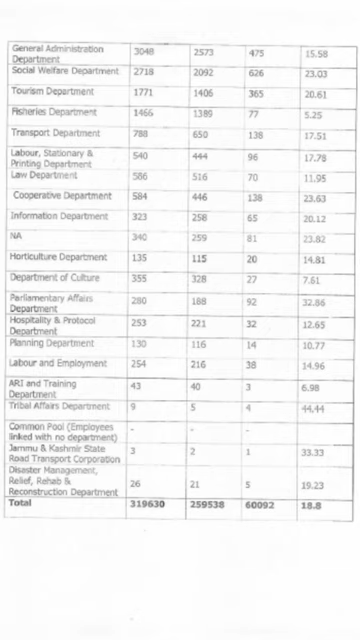 General Administration 3048 2573 475 15.58
Department
Social Welfare Department 2718 2092 626 23.03
Tourism Department 1771 1406 365 20.61
Fisheries Department 1466 1389 77 5.25
Transport Department 788 650 138 17.51
Labour, Stationary & 540 444 96 17.78
Printing Department
Law Department 586 516 70 11.95
Cooperative Department 584 446 138 23.63
Information Department 323 258 65 20.12
NA 340 259 81 23.82
Horticulture Department 135 115 20 14.81
Department of Culture 355 328 27 7.61
Parliamentary Affairs 280 188 92 32.86
Department
Hospitality & Protocol 253 221 32 12.65
Department
Planning Department 130 116 14 10.77
Labour and Employment 254 216 38 14.96
ARI and Training 43 40 3 6.98
Department
Tribal Affairs Department 9 5 4 44.44
Common Pool (Employees - - -
linked with no department)
Jammu & Kashmir State 3 2 1 33.33
Road Transport Corporation
Disaster Management,
Relief, Rehab & 26 21 5 19.23
Reconstruction Department
Total 319630 259538 60092 18.8